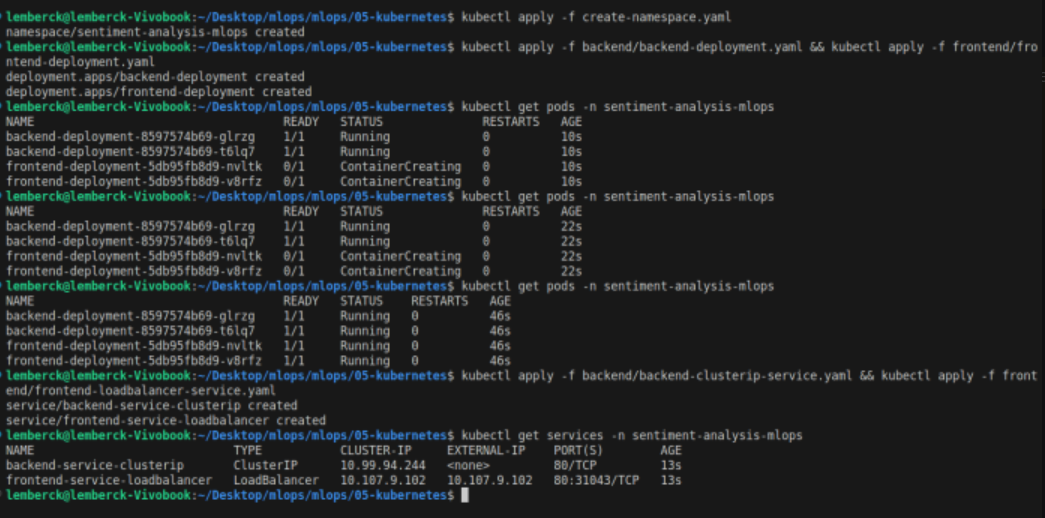 lemberck@lemberck-Vivobook:~/Desktop/mlops/mlops/05-kubernetes$ kubectl apply -f create-namespace.yaml
namespace/sentiment-analysis-mlops created
lemberck@lemberck-Vivobook:~/Desktop/mlops/mlops/05-kubernetes$ kubectl apply -f backend/backend-deployment.yaml && kubectl apply -f frontend/fro
ntend-deployment.yaml
deployment.apps/backend-deployment created
deployment.apps/frontend-deployment created
lemberck@lemberck-Vivobook:~/Desktop/mlops/mlops/05-kubernetes$ kubectl get pods -n sentiment-analysis-mlops
NAME READY STATUS RESTARTS AGE
backend-deployment-8597574b69-glrzg 1/1 Running 0 10s
backend-deployment-8597574b69-t6lq7 1/1 Running 0 10s
frontend-deployment-5db95fb8d9-nvltk 0/1 ContainerCreating 0 10s
frontend-deployment-5db95fb8d9-v8rfz 0/1 ContainerCreating 0 10s
lemberck@lemberck-Vivobook:~/Desktop/mlops/mlops/05-kubernetes$ kubectl get pods -n sentiment-analysis-mlops
NAME READY STATUS RESTARTS AGE
backend-deployment-8597574b69-glrzg 1/1 Running 0 22s
backend-deployment-8597574b69-t6lq7 1/1 Running 0 22s
frontend-deployment-5db95fb8d9-nvltk 0/1 ContainerCreating 0 22s
frontend-deployment-5db95fb8d9-v8rfz 0/1 ContainerCreating 0 22s
lemberck@lemberck-Vivobook:~/Desktop/mlops/mlops/05-kubernetes$ kubectl get pods -n sentiment-analysis-mlops
NAME READY STATUS RESTARTS AGE
backend-deployment-8597574b69-glrzg 1/1 Running 0 46s
backend-deployment-8597574b69-t6lq7 1/1 Running 0 46s
frontend-deployment-5db95fb8d9-nvltk 1/1 Running 0 46s
frontend-deployment-5db95fb8d9-v8rfz 1/1 Running 0 46s
lemberck@lemberck-Vivobook:~/Desktop/mlops/mlops/05-kubernetes$ kubectl apply -f backend/backend-clusterip-service.yaml && kubectl apply -f front
end/frontend-loadbalancer-service.yaml
service/backend-service-clusterip created
service/frontend-service-loadbalancer created
lemberck@lemberck-Vivobook:~/Desktop/mlops/mlops/05-kubernetes$ kubectl get services -n sentiment-analysis-mlops
NAME TYPE CLUSTER-IP EXTERNAL-IP PORT(S) AGE
backend-service-clusterip ClusterIP 10.99.94.244 <none> 80/TCP 13s
frontend-service-loadbalancer LoadBalancer 10.107.9.102 10.107.9.102 80:31043/TCP 13s
lemberck@lemberck-Vivobook:~/Desktop/mlops/mlops/05-kubernetes$